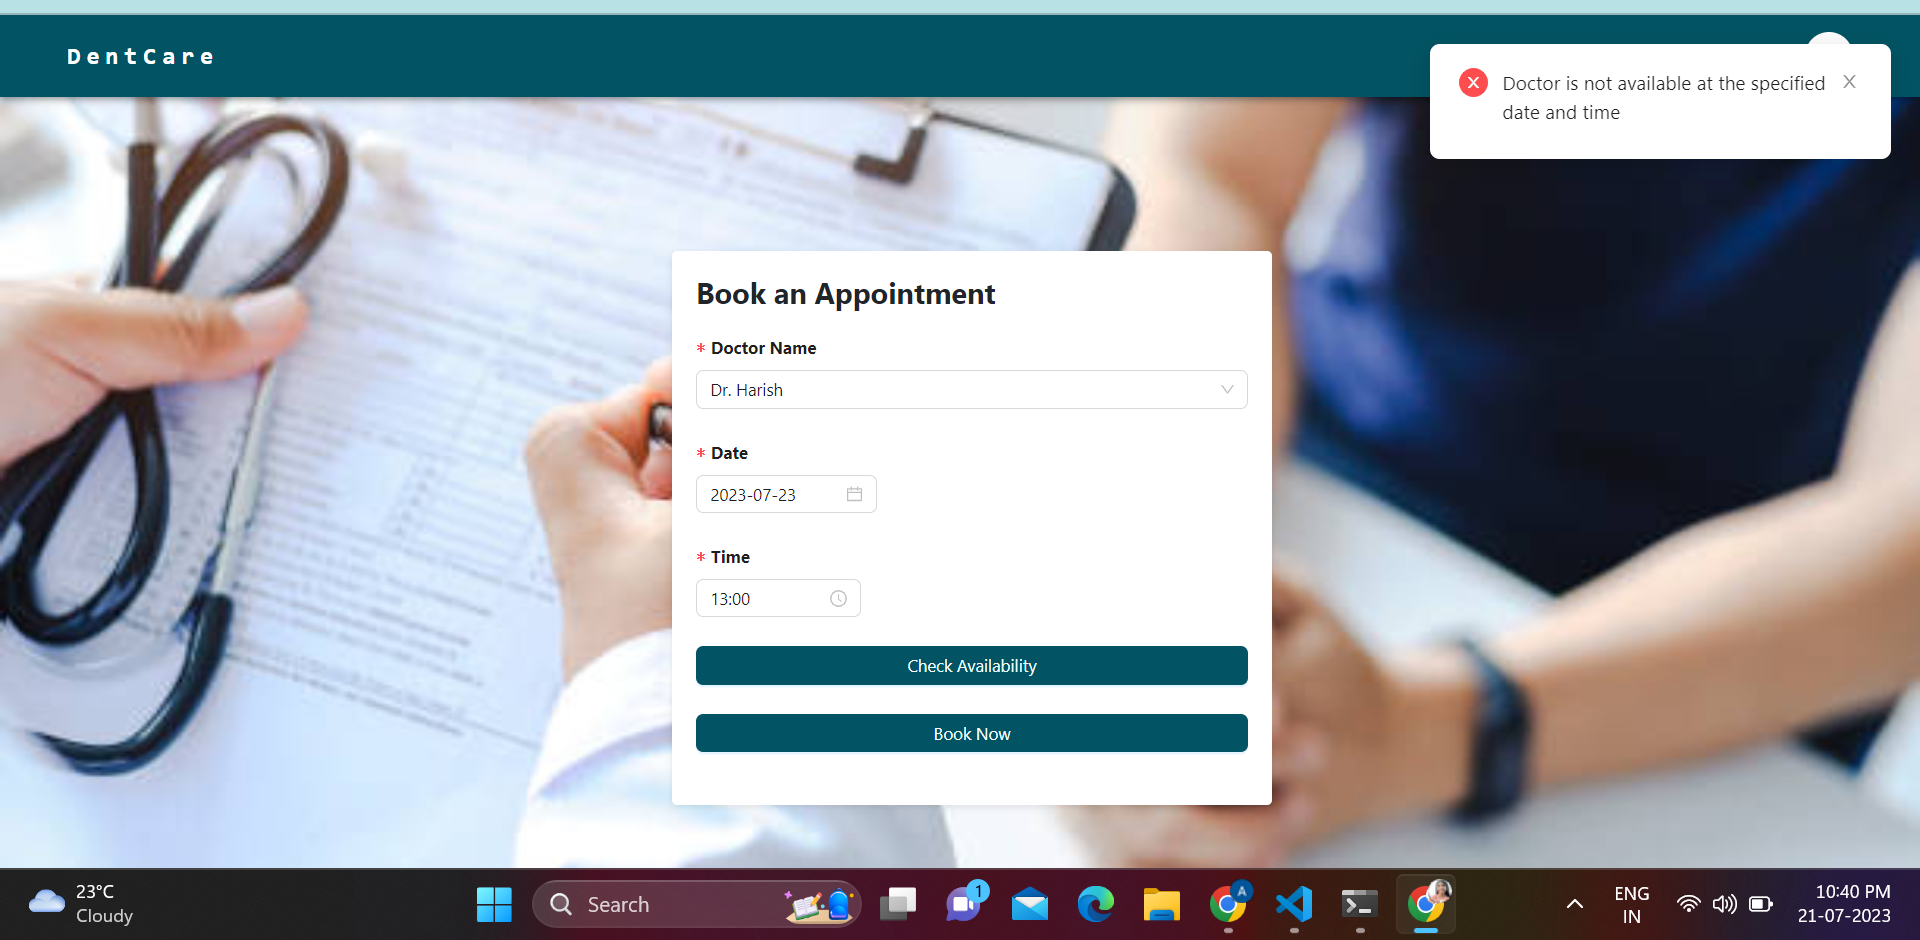 DentCare
Doctor is not available at the specified
date and time
Book an Appointment
* Doctor Name
Dr. Harish
* Date
2023-07-23
* Time
13:00
Check Availability
Book Now
23°C
Cloudy
Search
1
A
ENG
IN
10:40 PM
21-07-2023